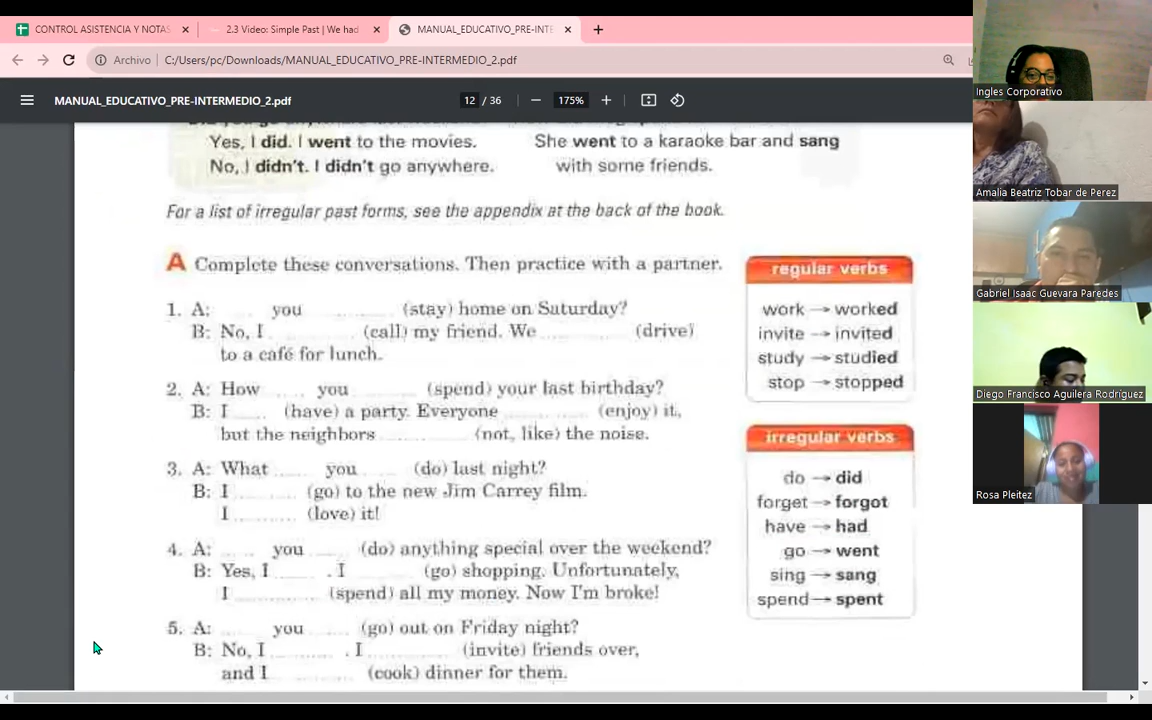 CONTROL ASISTENCIA Y NOTAS
2.3 Video: Simple Past | We had
MANUAL_EDUCATIVO_PRE-INTE
Archivo C:/Users/pc/Downloads/MANUAL_EDUCATIVO_PRE-INTERMEDIO_2.pdf
MANUAL_EDUCATIVO_PRE-INTERMEDIO_2.pdf
12 / 36
175%
Yes, I did. I went to the movies. She went to a karaoke bar and sang
No, I didn't. I didn't go anywhere. with some friends.
For a list of irregular past forms, see the appendix at the back of the book.
A Complete these conversations. Then practice with a partner.
1. A: ........ you ........ (stay) home on Saturday?
B: No, I ........ (call) my friend. We ........ (drive)
to a café for lunch.
2. A: How ........ you ........ (spend) your last birthday?
B: I ........ (have) a party. Everyone ........ (enjoy) it,
but the neighbors ........ (not, like) the noise.
3. A: What ........ you ........ (do) last night?
B: I ........ (go) to the new Jim Carrey film.
I ........ (love) it!
4. A: ........ you ........ (do) anything special over the weekend?
B: Yes, I ........ . I ........ (go) shopping. Unfortunately,
I ........ (spend) all my money. Now I'm broke!
5. A: ........ you ........ (go) out on Friday night?
B: No, I ........ . I ........ (invite) friends over,
and I ........ (cook) dinner for them.
regular verbs
work → worked
invite → invited
study → studied
stop → stopped
irregular verbs
do → did
forget → forgot
have → had
go → went
sing → sang
spend → spent
Ingles Corporativo
Amalia Beatriz Tobar de Perez
Gabriel Isaac Guevara Paredes
Diego Francisco Aguilera Rodríguez
Rosa Pleitez